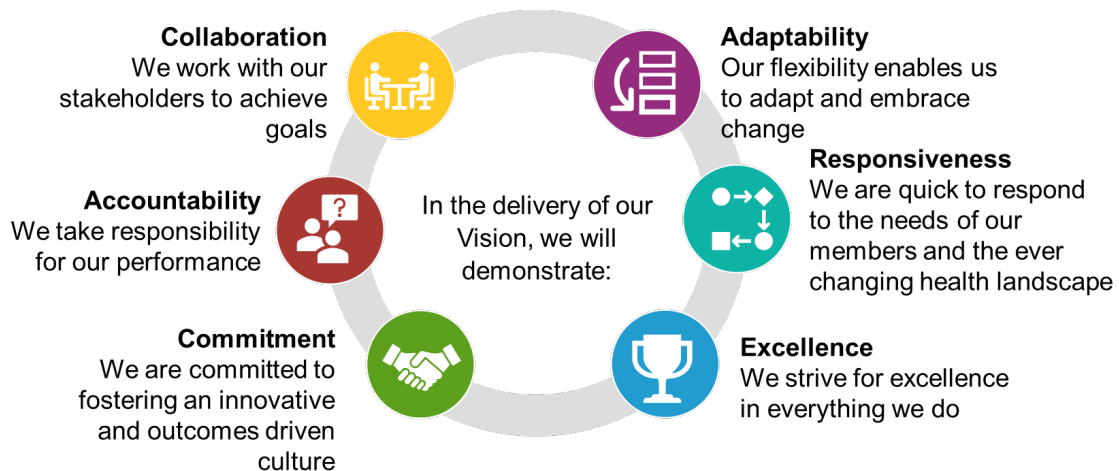 Collaboration
We work with our
stakeholders to achieve
goals
Adaptability
Our flexibility enables us
to adapt and embrace
change
Accountability
We take responsibility
for our performance
?
In the delivery of our
Vision, we will
demonstrate:
Responsiveness
We are quick to respond
to the needs of our
members and the ever
changing health landscape
Commitment
We are committed to
fostering an innovative
and outcomes driven
culture
Excellence
We strive for excellence
in everything we do